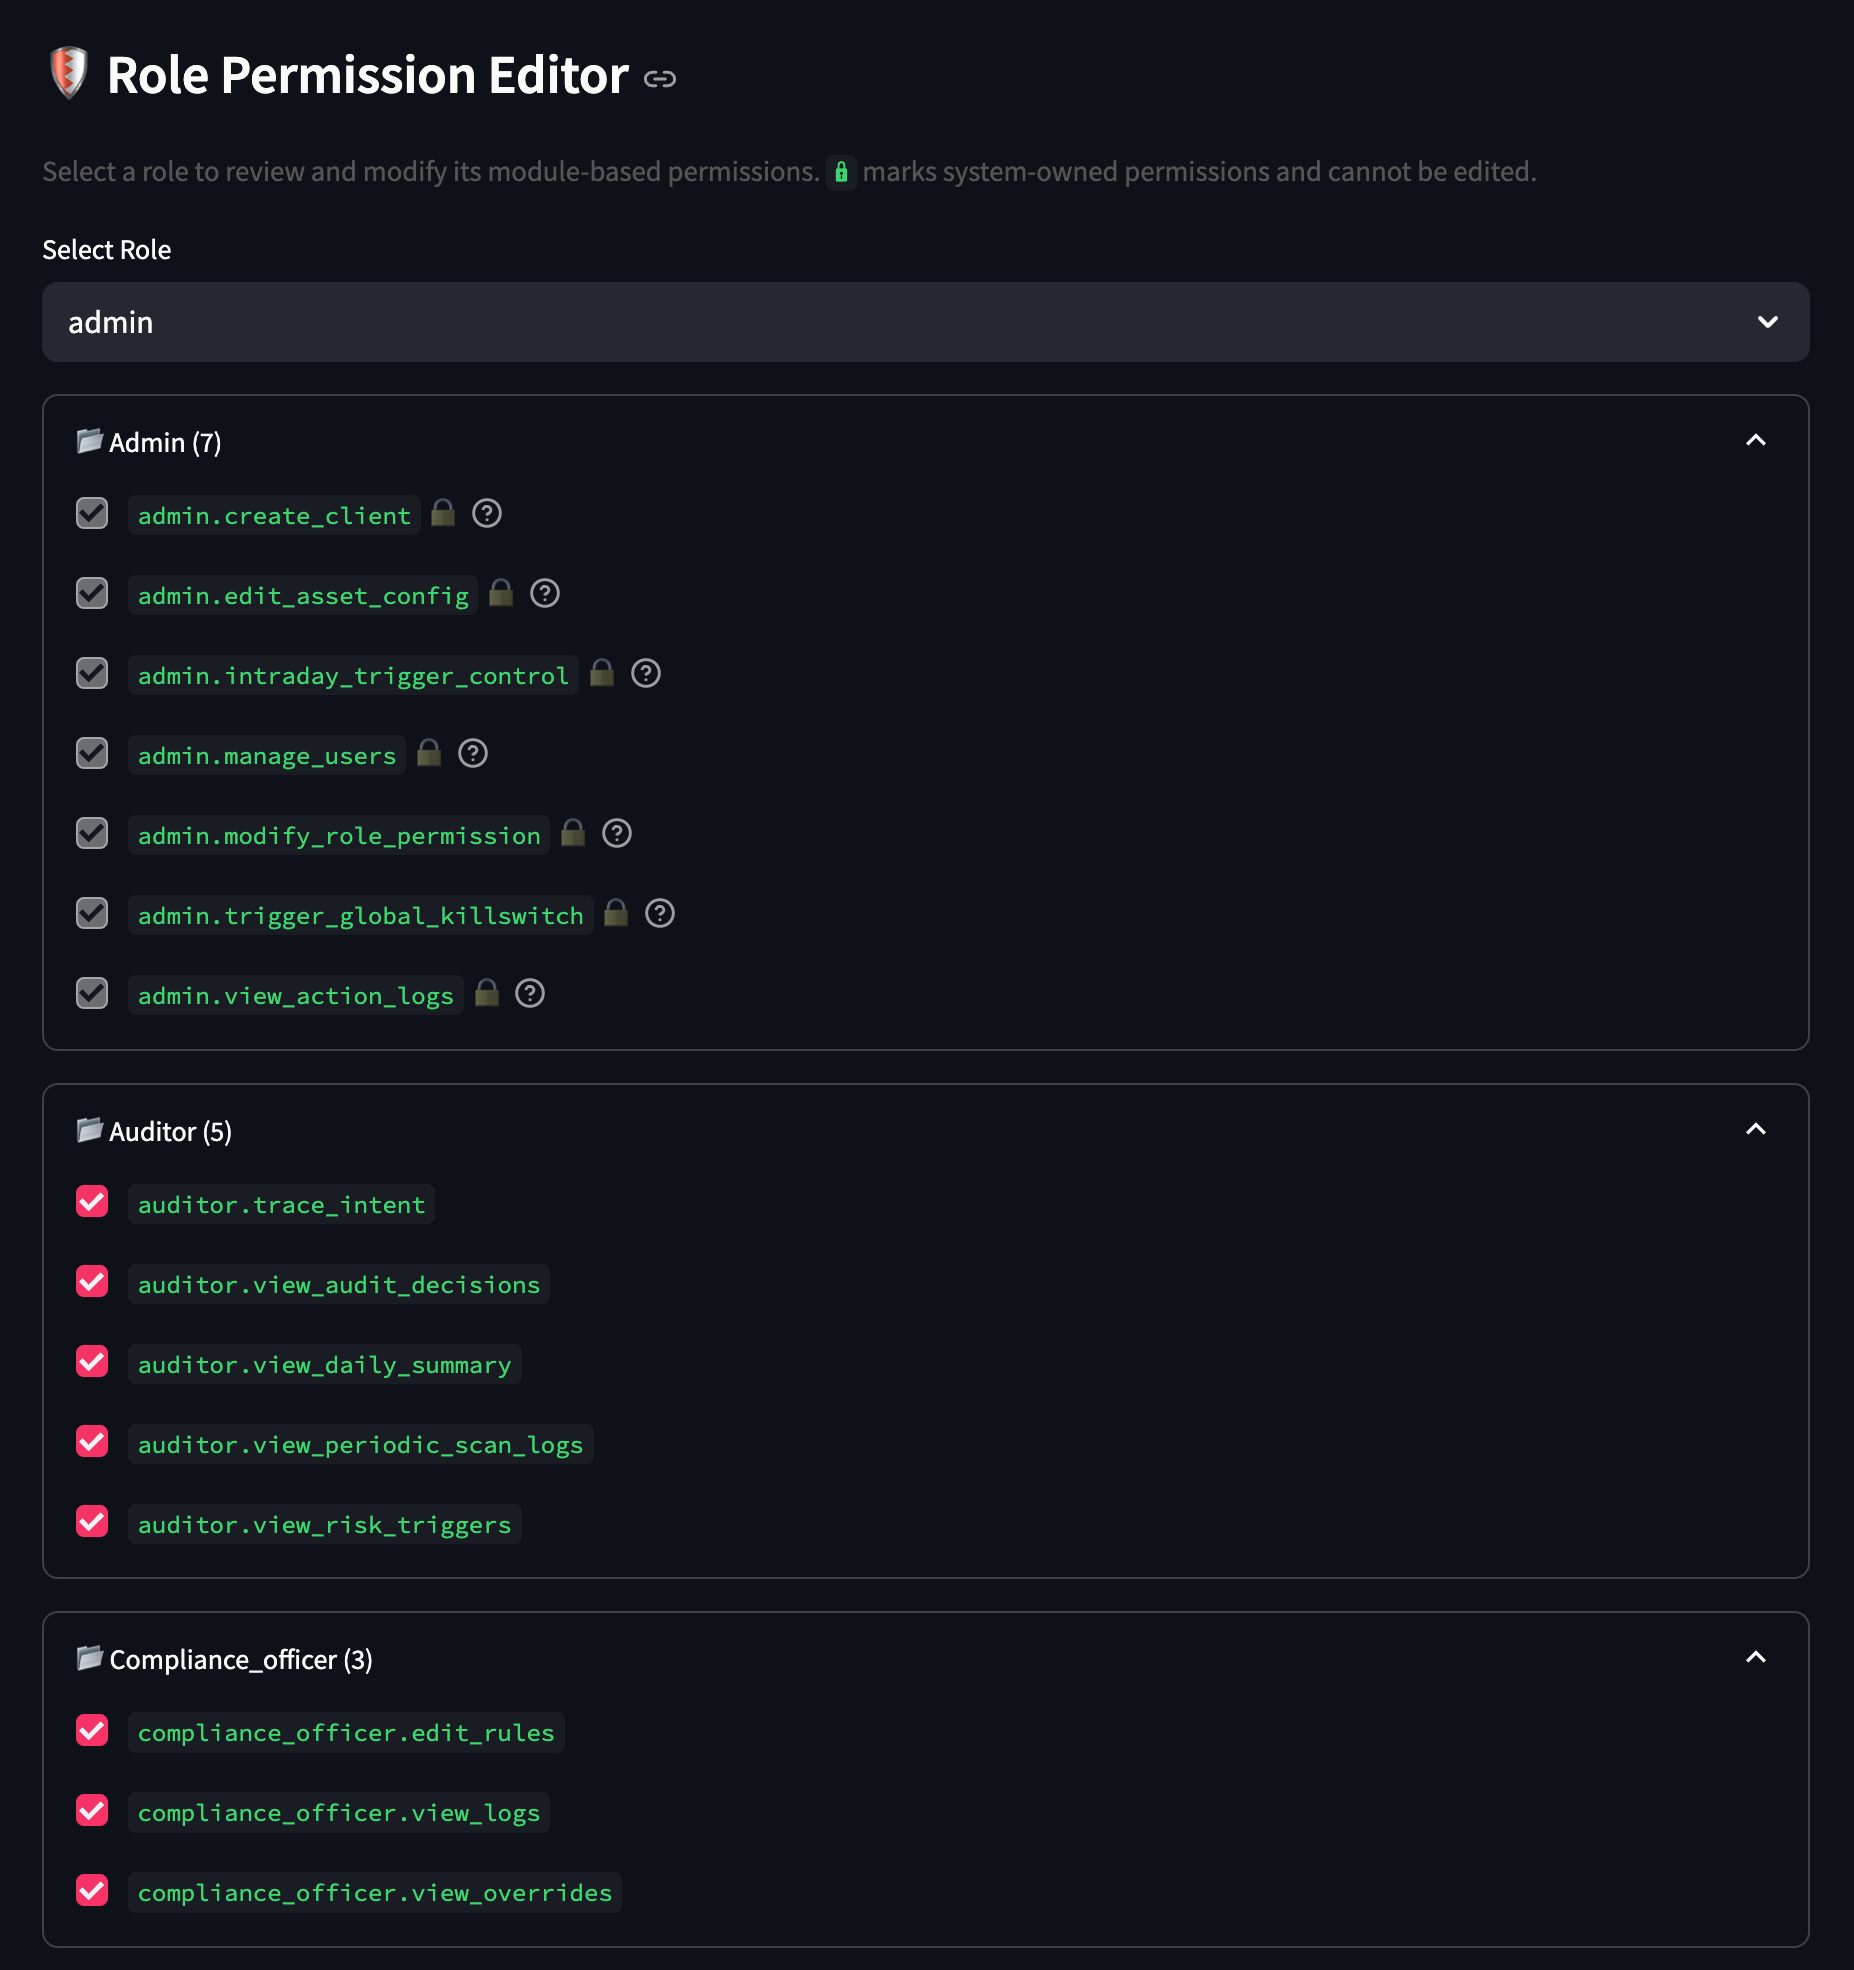 Role Permission Editor
Select a role to review and modify its module-based permissions. 🔒 marks system-owned permissions and cannot be edited.
Select Role
admin
Admin (7)
admin.create_client
admin.edit_asset_config
admin.intraday_trigger_control
admin.manage_users
admin.modify_role_permission
admin.trigger_global_killswitch
admin.view_action_logs
Auditor (5)
auditor.trace_intent
auditor.view_audit_decisions
auditor.view_daily_summary
auditor.view_periodic_scan_logs
auditor.view_risk_triggers
Compliance_officer (3)
compliance_officer.edit_rules
compliance_officer.view_logs
compliance_officer.view_overrides